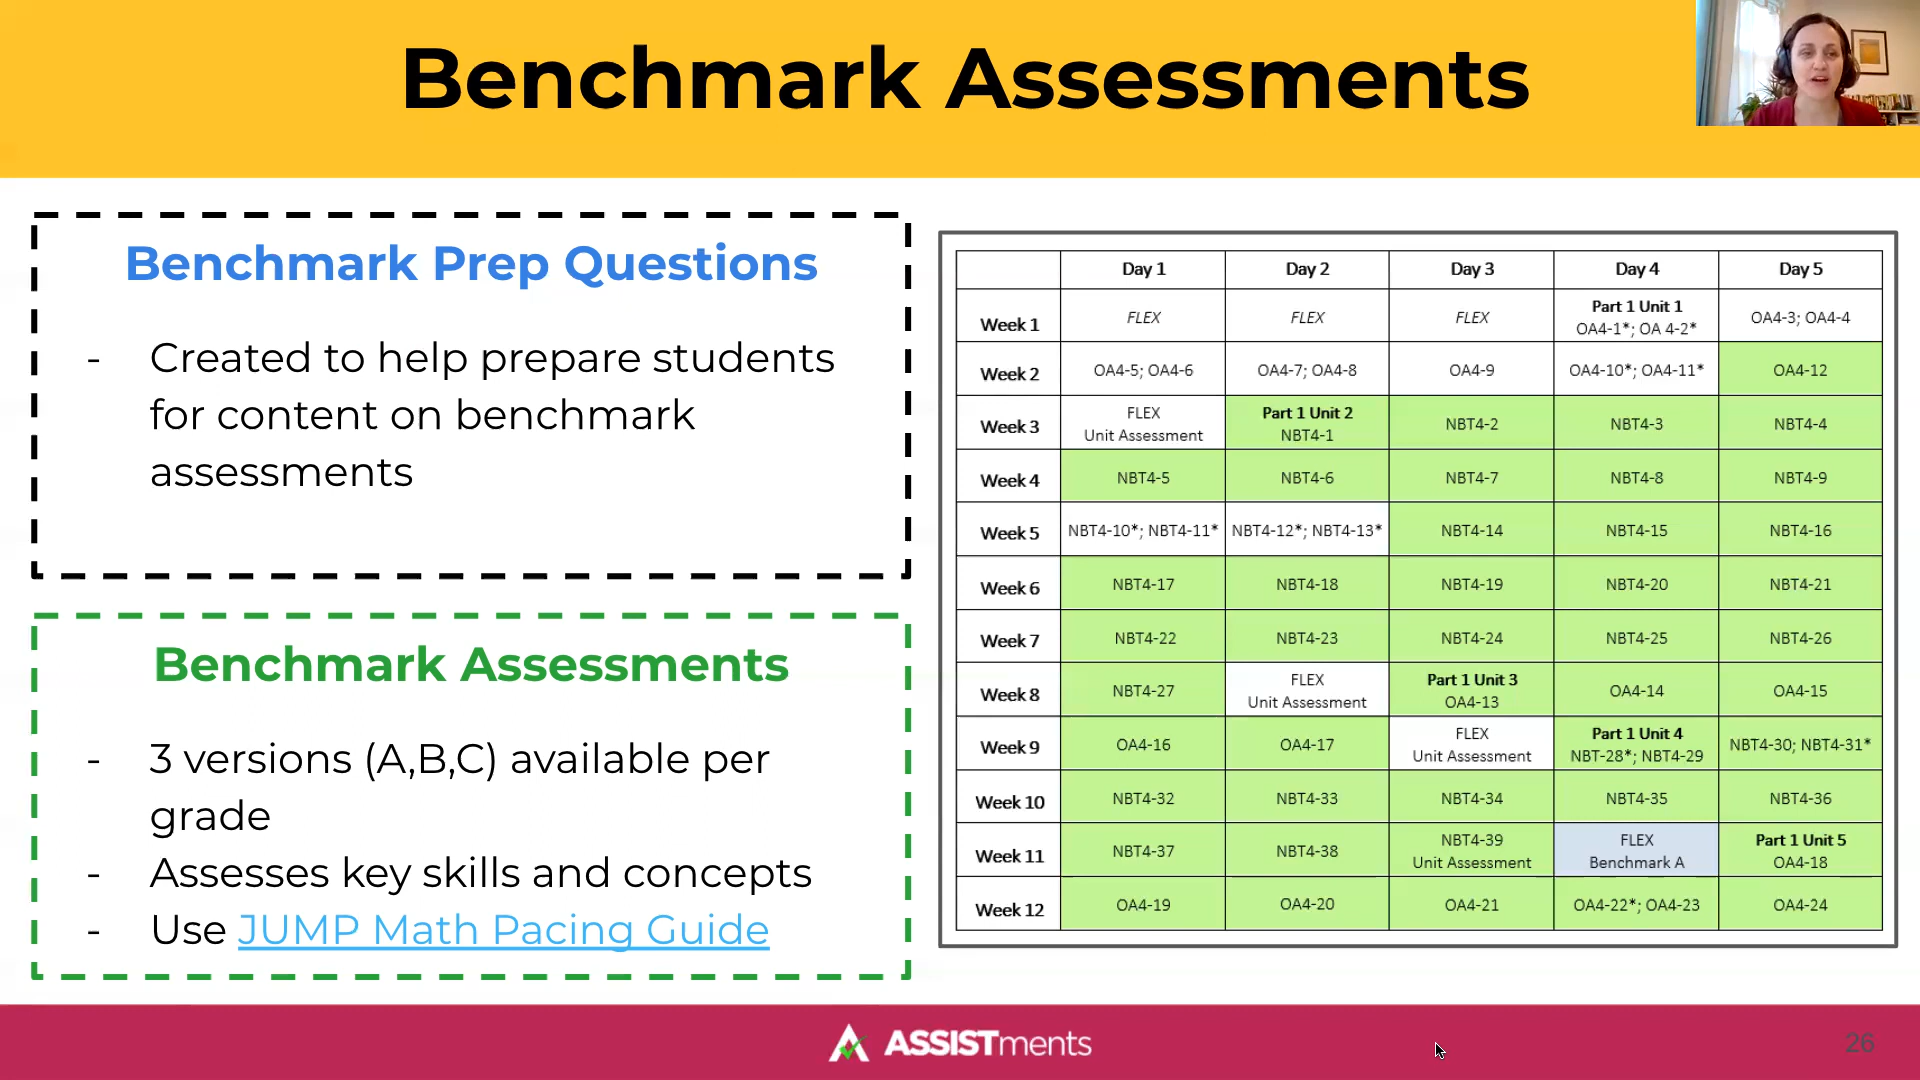 Benchmark Assessments
Benchmark Prep Questions
- Created to help prepare students
for content on benchmark
assessments
Benchmark Assessments
- 3 versions (A,B,C) available per
grade
- Assesses key skills and concepts
- Use JUMP Math Pacing Guide
Day 1 Day 2 Day 3 Day 4 Day 5
Week 1 FLEX FLEX FLEX Part 1 Unit 1 OA4-1*; OA 4-2* OA4-3; OA4-4
Week 2 OA4-5; OA4-6 OA4-7; OA4-8 OA4-9 OA4-10*; OA4-11* OA4-12
Week 3 FLEX Unit Assessment Part 1 Unit 2 NBT4-1 NBT4-2 NBT4-3 NBT4-4
Week 4 NBT4-5 NBT4-6 NBT4-7 NBT4-8 NBT4-9
Week 5 NBT4-10*; NBT4-11* NBT4-12*; NBT4-13* NBT4-14 NBT4-15 NBT4-16
Week 6 NBT4-17 NBT4-18 NBT4-19 NBT4-20 NBT4-21
Week 7 NBT4-22 NBT4-23 NBT4-24 NBT4-25 NBT4-26
Week 8 NBT4-27 FLEX Unit Assessment Part 1 Unit 3 OA4-13 OA4-14 OA4-15
Week 9 OA4-16 OA4-17 FLEX Unit Assessment Part 1 Unit 4 NBT-28*; NBT4-29 NBT4-30; NBT4-31*
Week 10 NBT4-32 NBT4-33 NBT4-34 NBT4-35 NBT4-36
Week 11 NBT4-37 NBT4-38 NBT4-39 Unit Assessment FLEX Benchmark A Part 1 Unit 5 OA4-18
Week 12 OA4-19 OA4-20 OA4-21 OA4-22*; OA4-23 OA4-24
ASSISTments
26